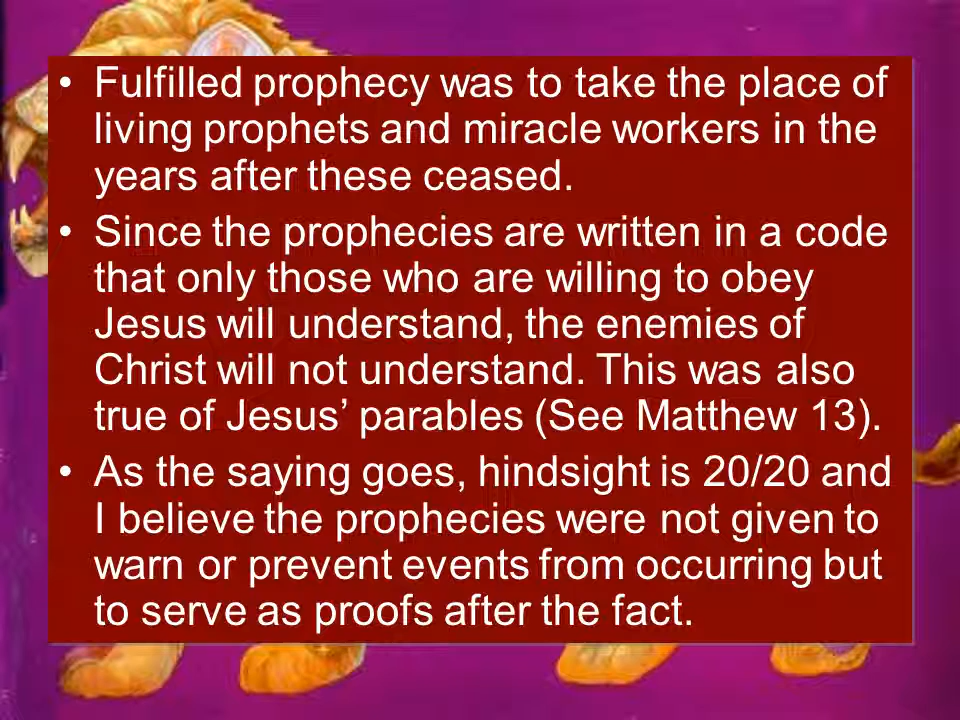 • Fulfilled prophecy was to take the place of
living prophets and miracle workers in the
years after these ceased.
• Since the prophecies are written in a code
that only those who are willing to obey
Jesus will understand, the enemies of
Christ will not understand. This was also
true of Jesus’ parables (See Matthew 13).
• As the saying goes, hindsight is 20/20 and
I believe the prophecies were not given to
warn or prevent events from occurring but
to serve as proofs after the fact.